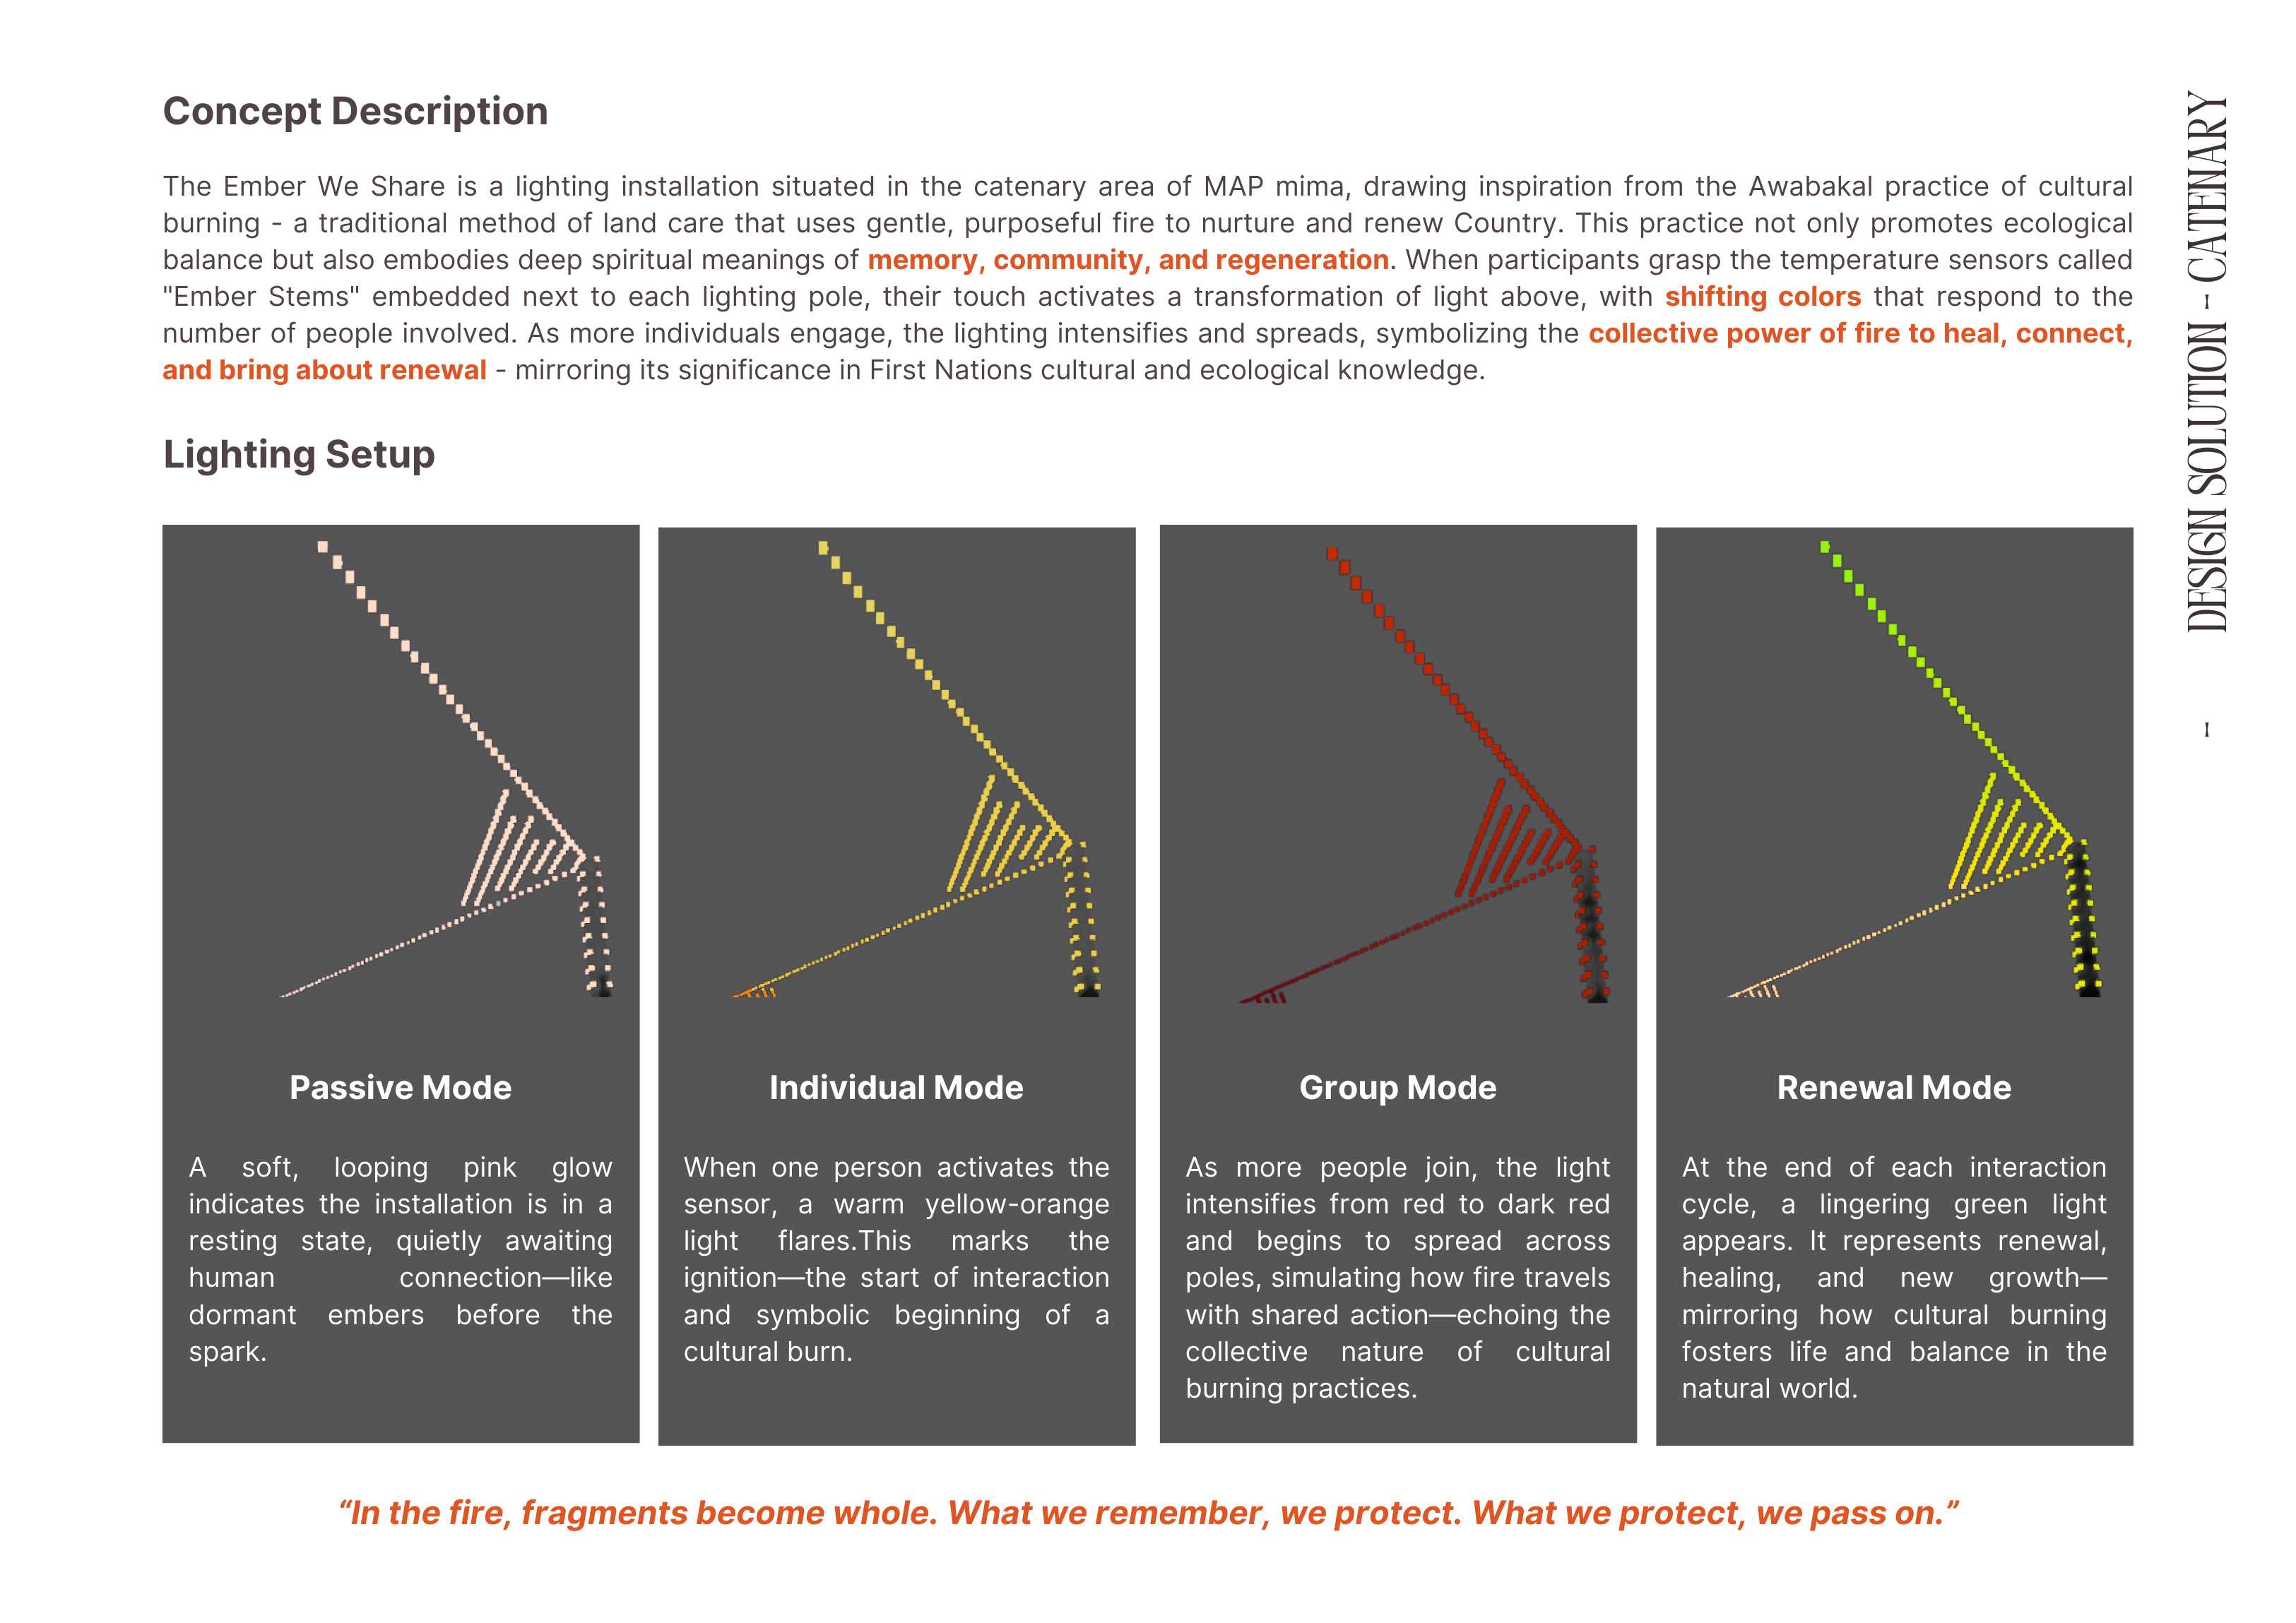 Concept Description
The Ember We Share is a lighting installation situated in the catenary area of MAP mima, drawing inspiration from the Awabakal practice of cultural
burning - a traditional method of land care that uses gentle, purposeful fire to nurture and renew Country. This practice not only promotes ecological
balance but also embodies deep spiritual meanings of memory, community, and regeneration. When participants grasp the temperature sensors called
"Ember Stems" embedded next to each lighting pole, their touch activates a transformation of light above, with shifting colors that respond to the
number of people involved. As more individuals engage, the lighting intensifies and spreads, symbolizing the collective power of fire to heal, connect,
and bring about renewal - mirroring its significance in First Nations cultural and ecological knowledge.
Lighting Setup
Passive Mode
A soft, looping pink glow
indicates the installation is in a
resting state, quietly awaiting
human connection—like
dormant embers before the
spark.
Individual Mode
When one person activates the
sensor, a warm yellow-orange
light flares.This marks the
ignition—the start of interaction
and symbolic beginning of a
cultural burn.
Group Mode
As more people join, the light
intensifies from red to dark red
and begins to spread across
poles, simulating how fire travels
with shared action—echoing the
collective nature of cultural
burning practices.
Renewal Mode
At the end of each interaction
cycle, a lingering green light
appears. It represents renewal,
healing, and new growth—
mirroring how cultural burning
fosters life and balance in the
natural world.
“In the fire, fragments become whole. What we remember, we protect. What we protect, we pass on.”
- DESIGN SOLUTION - CATENARY